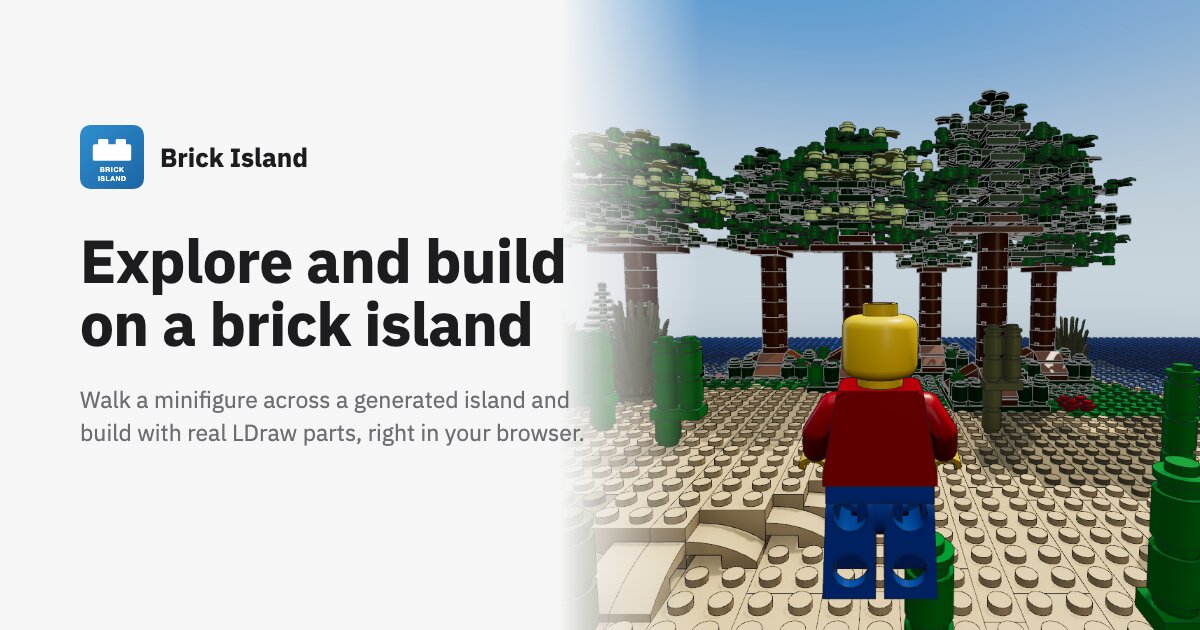 BRICK
ISLAND
Brick Island
Explore and build
on a brick island
Walk a minifigure across a generated island and
build with real LDraw parts, right in your browser.